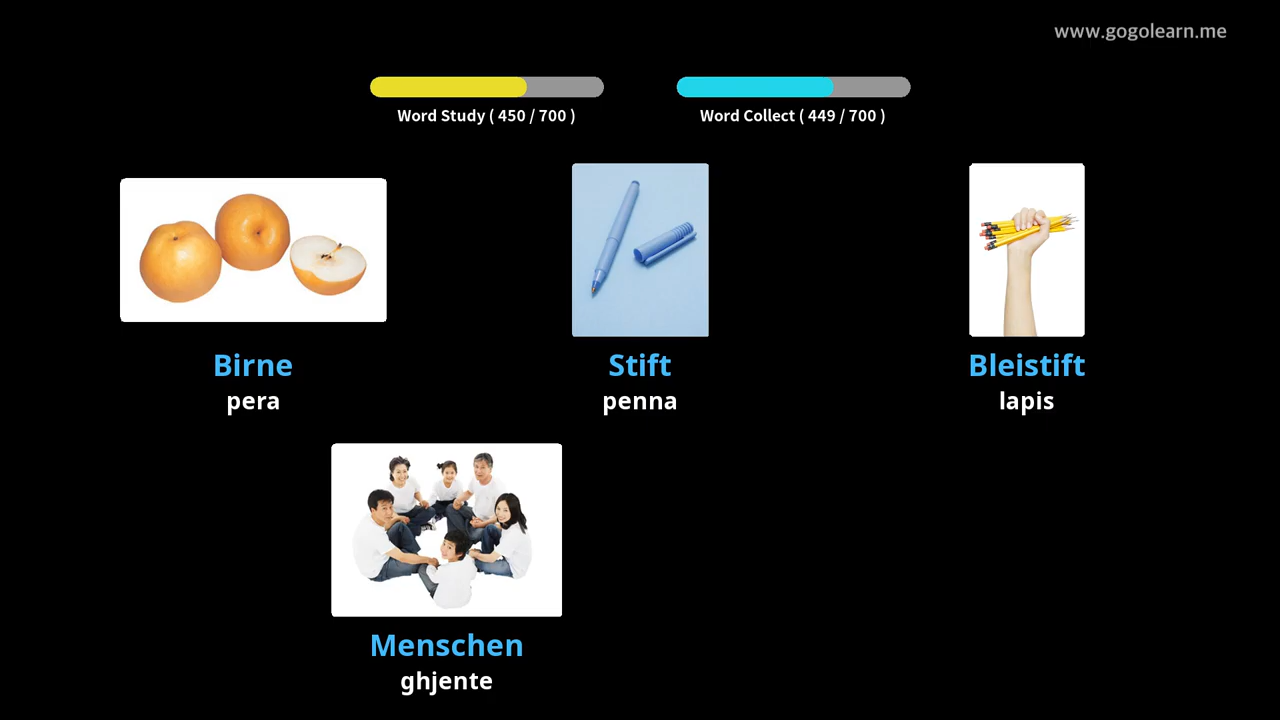 www.gogolearn.me
Word Study ( 450 / 700 )
Word Collect ( 449 / 700 )
Birne
pera
Stift
penna
Bleistift
lapis
Menschen
ghjente